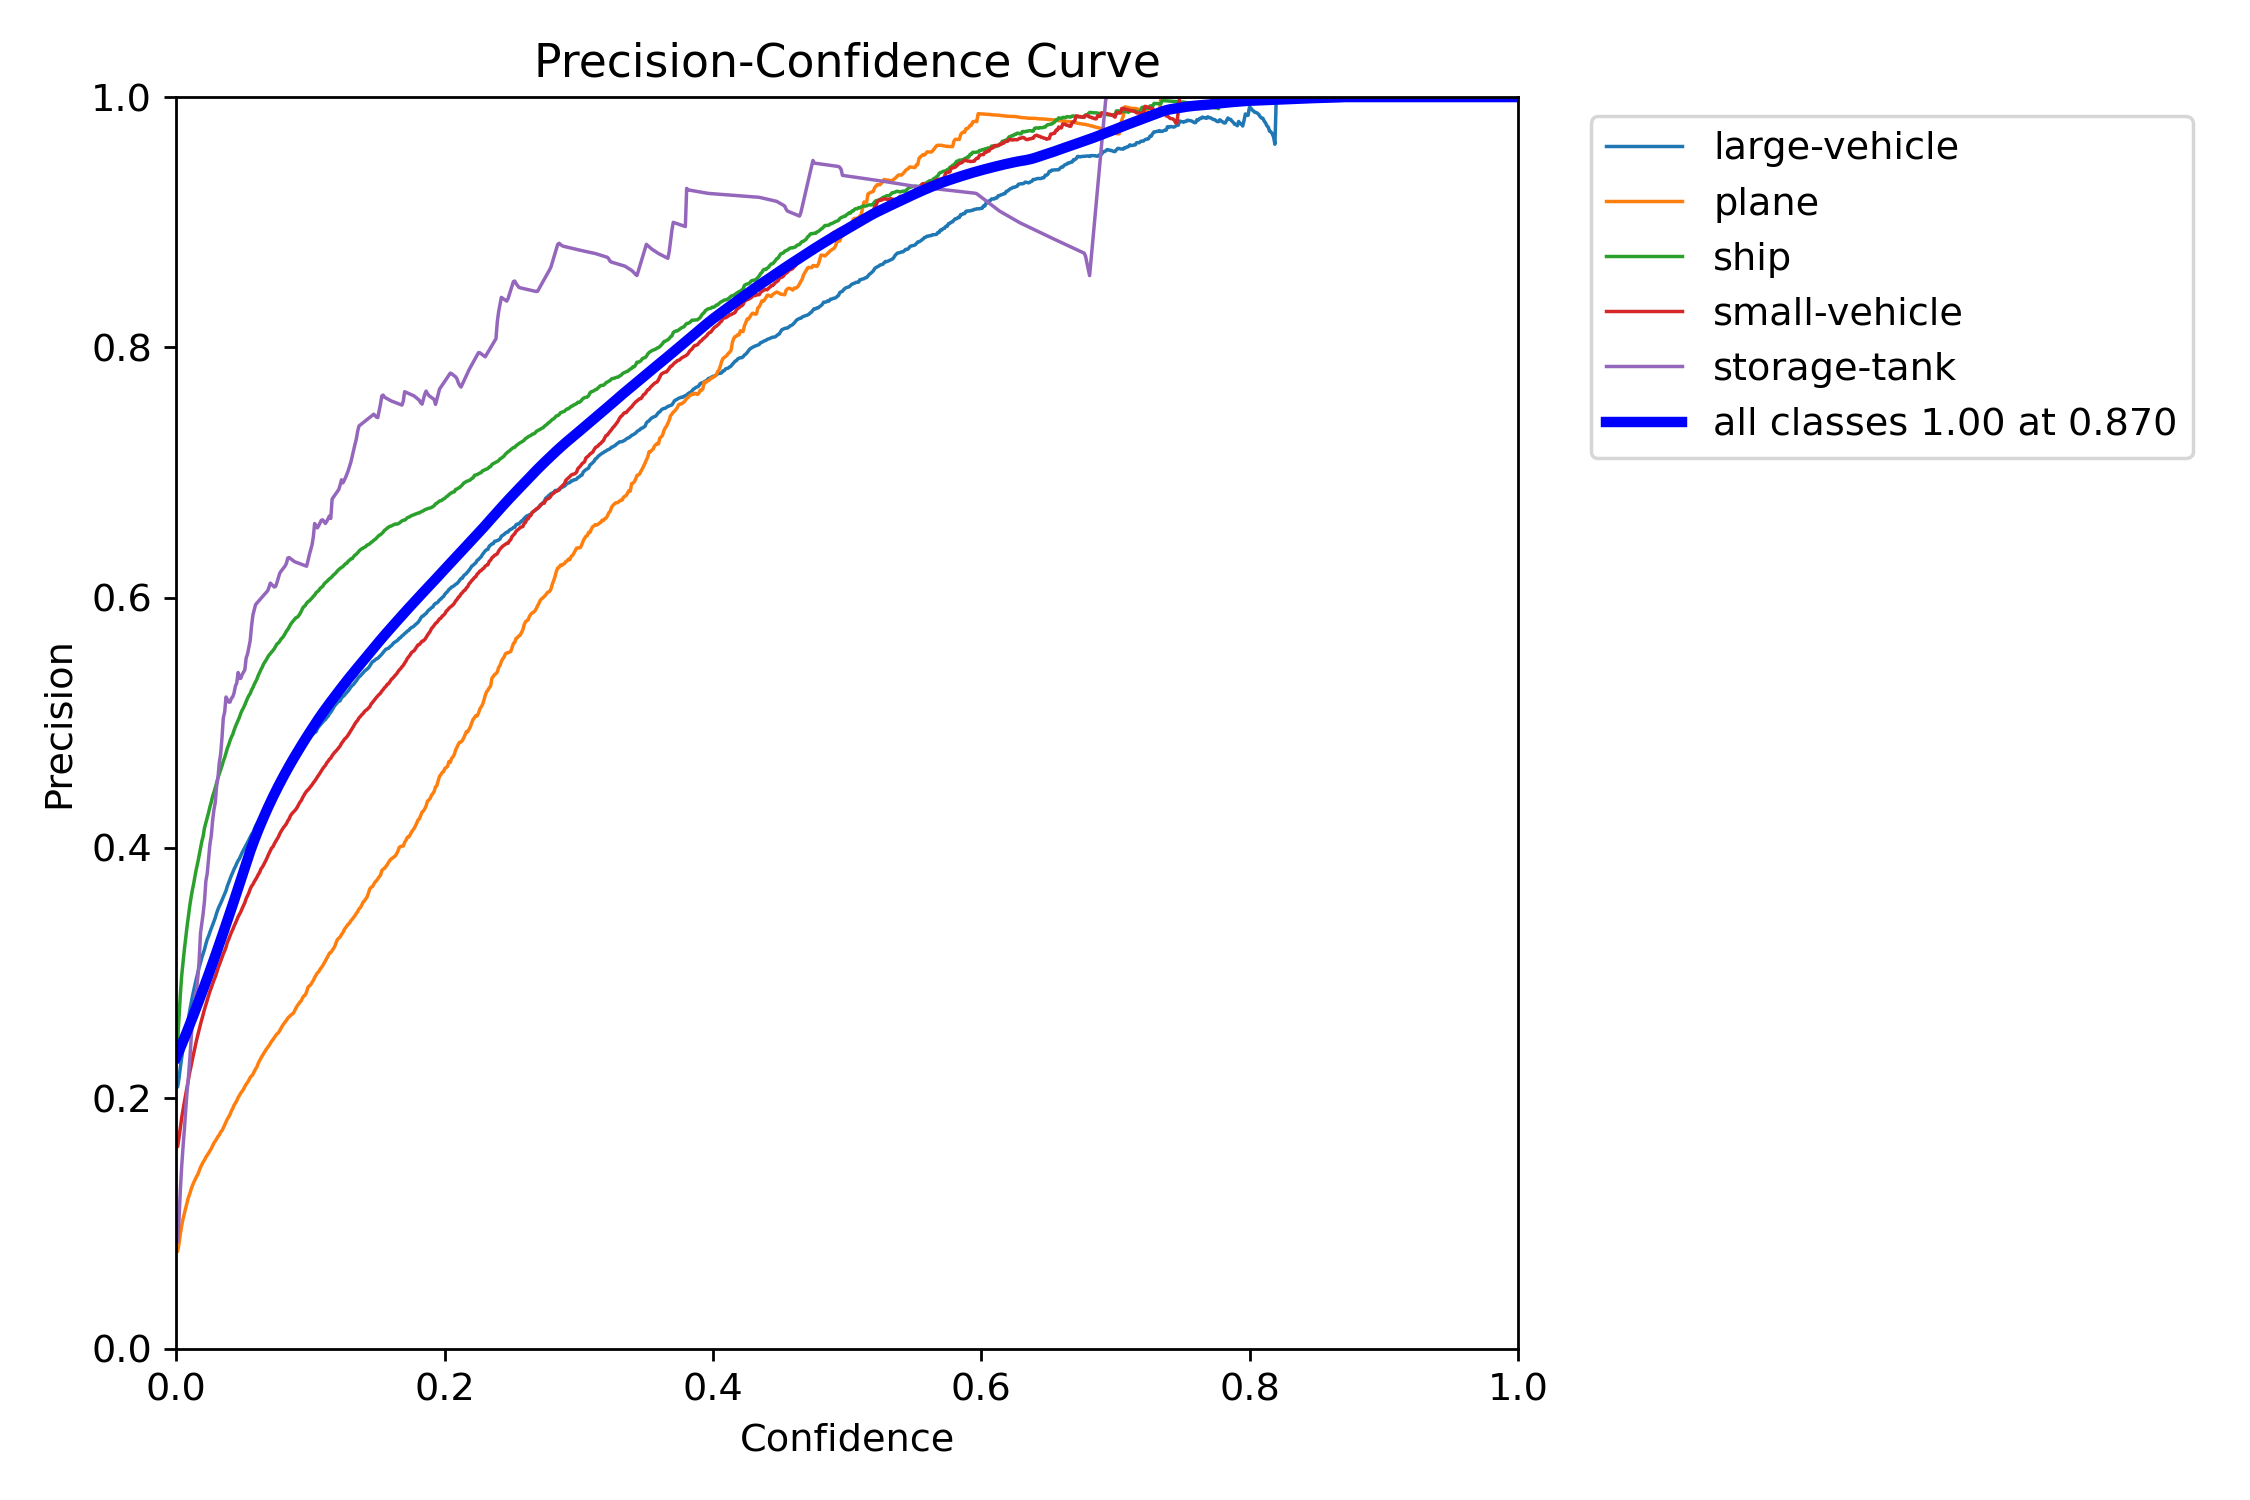 Precision-Confidence Curve
1.0
0.8
0.6
0.4
0.2
0.0
Precision
0.0 0.2 0.4 0.6 0.8 1.0
Confidence
large-vehicle
plane
ship
small-vehicle
storage-tank
all classes 1.00 at 0.870